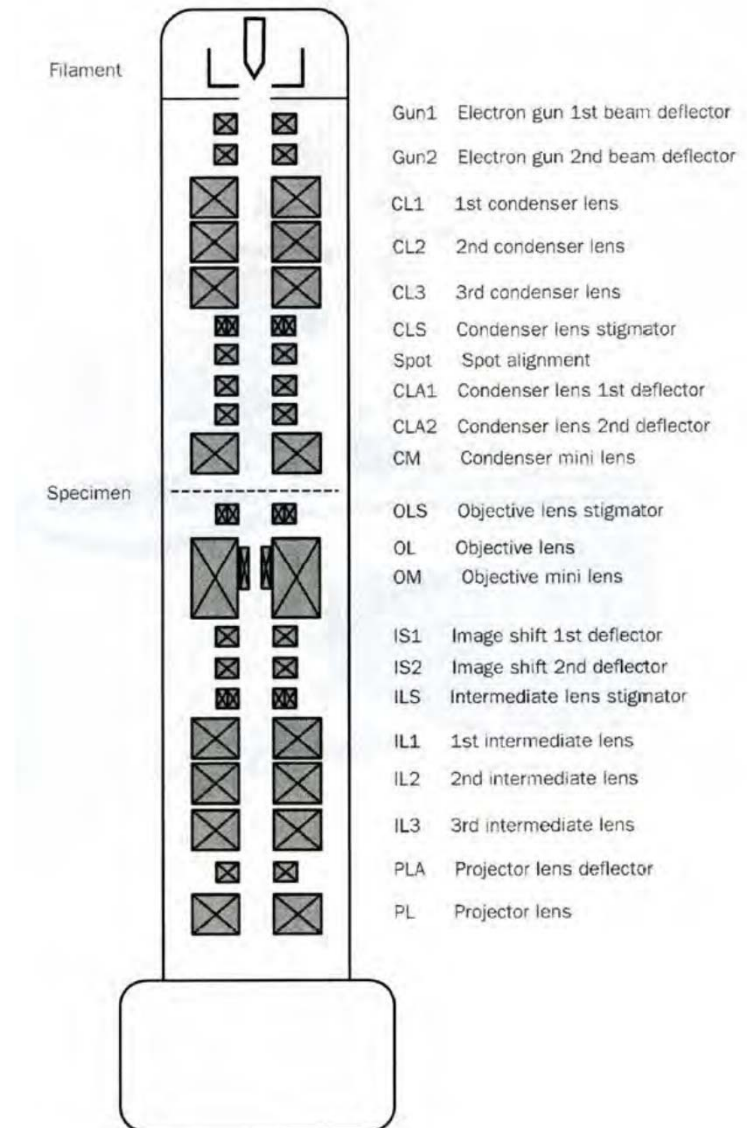 Filament
Gun1 Electron gun 1st beam deflector
Gun2 Electron gun 2nd beam deflector
CL1 1st condenser lens
CL2 2nd condenser lens
CL3 3rd condenser lens
CLS Condenser lens stigmator
Spot Spot alignment
CLA1 Condenser lens 1st deflector
CLA2 Condenser lens 2nd deflector
CM Condenser mini lens
Specimen
OLS Objective lens stigmator
OL Objective lens
OM Objective mini lens
IS1 Image shift 1st deflector
IS2 Image shift 2nd deflector
ILS Intermediate lens stigmator
IL1 1st intermediate lens
IL2 2nd intermediate lens
IL3 3rd intermediate lens
PLA Projector lens deflector
PL Projector lens